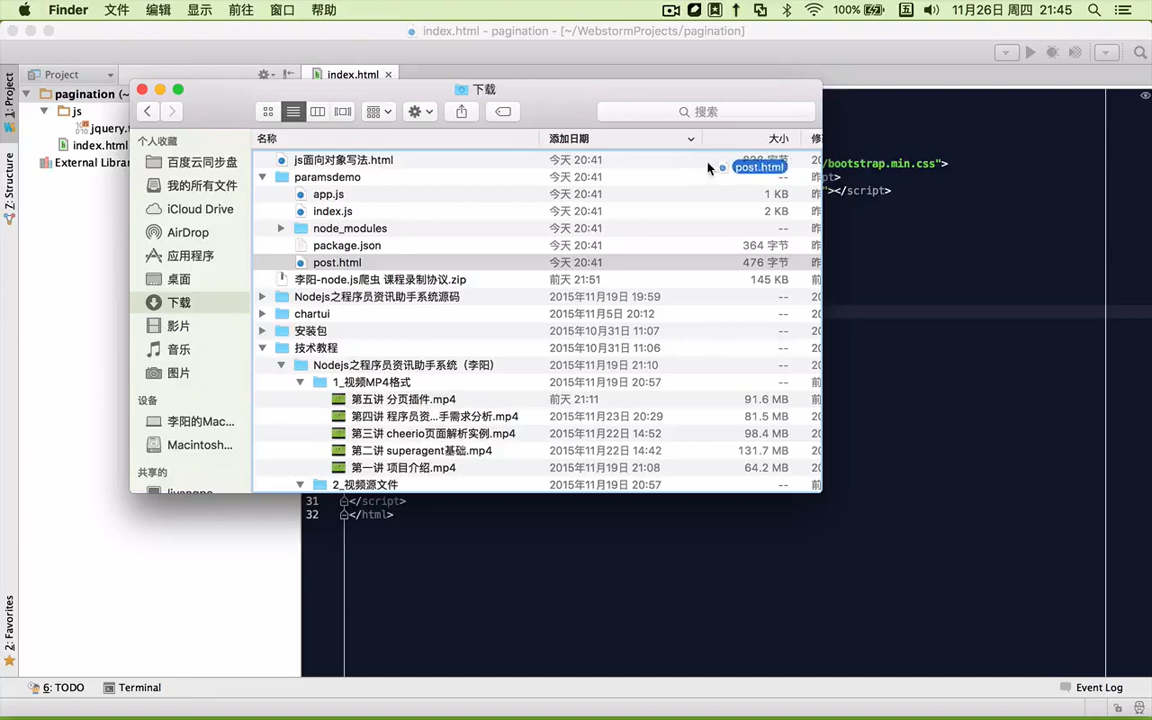 Finder 文件 编辑 显示 前往 窗口 帮助 100% 五 11月26日 周四 21:45
index.html - pagination - [~/WebstormProjects/pagination]
Project
index.html
1: Project
Z: Structure
2: Favorites
pagination (~
js
jquery.
index.html
External Libra
下载
搜索
个人收藏
百度云同步盘
我的所有文件
iCloud Drive
AirDrop
应用程序
桌面
下载
影片
音乐
图片
设备
李阳的Mac...
Macintosh...
共享的
名称 添加日期 大小 修
js面向对象写法.html 今天 20:41
post.html
paramsdemo 今天 20:41 --
app.js 今天 20:41 1 KB
index.js 今天 20:41 2 KB
node_modules 今天 20:41 --
package.json 今天 20:41 364 字节
post.html 今天 20:41 476 字节
李阳-node.js爬虫 课程录制协议.zip 前天 21:51 145 KB
Nodejs之程序员资讯助手系统源码 2015年11月19日 19:59 --
chartui 2015年11月5日 20:12 --
安装包 2015年10月31日 11:07 --
技术教程 2015年10月31日 11:06 --
Nodejs之程序员资讯助手系统（李阳） 2015年11月19日 21:10 --
1_视频MP4格式 2015年11月19日 20:57 --
第五讲 分页插件.mp4 前天 21:11 91.6 MB
第四讲 程序员资...手需求分析.mp4 2015年11月23日 20:29 81.5 MB
第三讲 cheerio页面解析实例.mp4 2015年11月22日 14:52 98.4 MB
第二讲 superagent基础.mp4 2015年11月22日 14:42 131.7 MB
第一讲 项目介绍.mp4 2015年11月19日 21:08 64.2 MB
2_视频源文件 2015年11月19日 20:57 --
/bootstrap.min.css">
pt>
"></script>
31 </script>
32 </html>
6: TODO Terminal Event Log